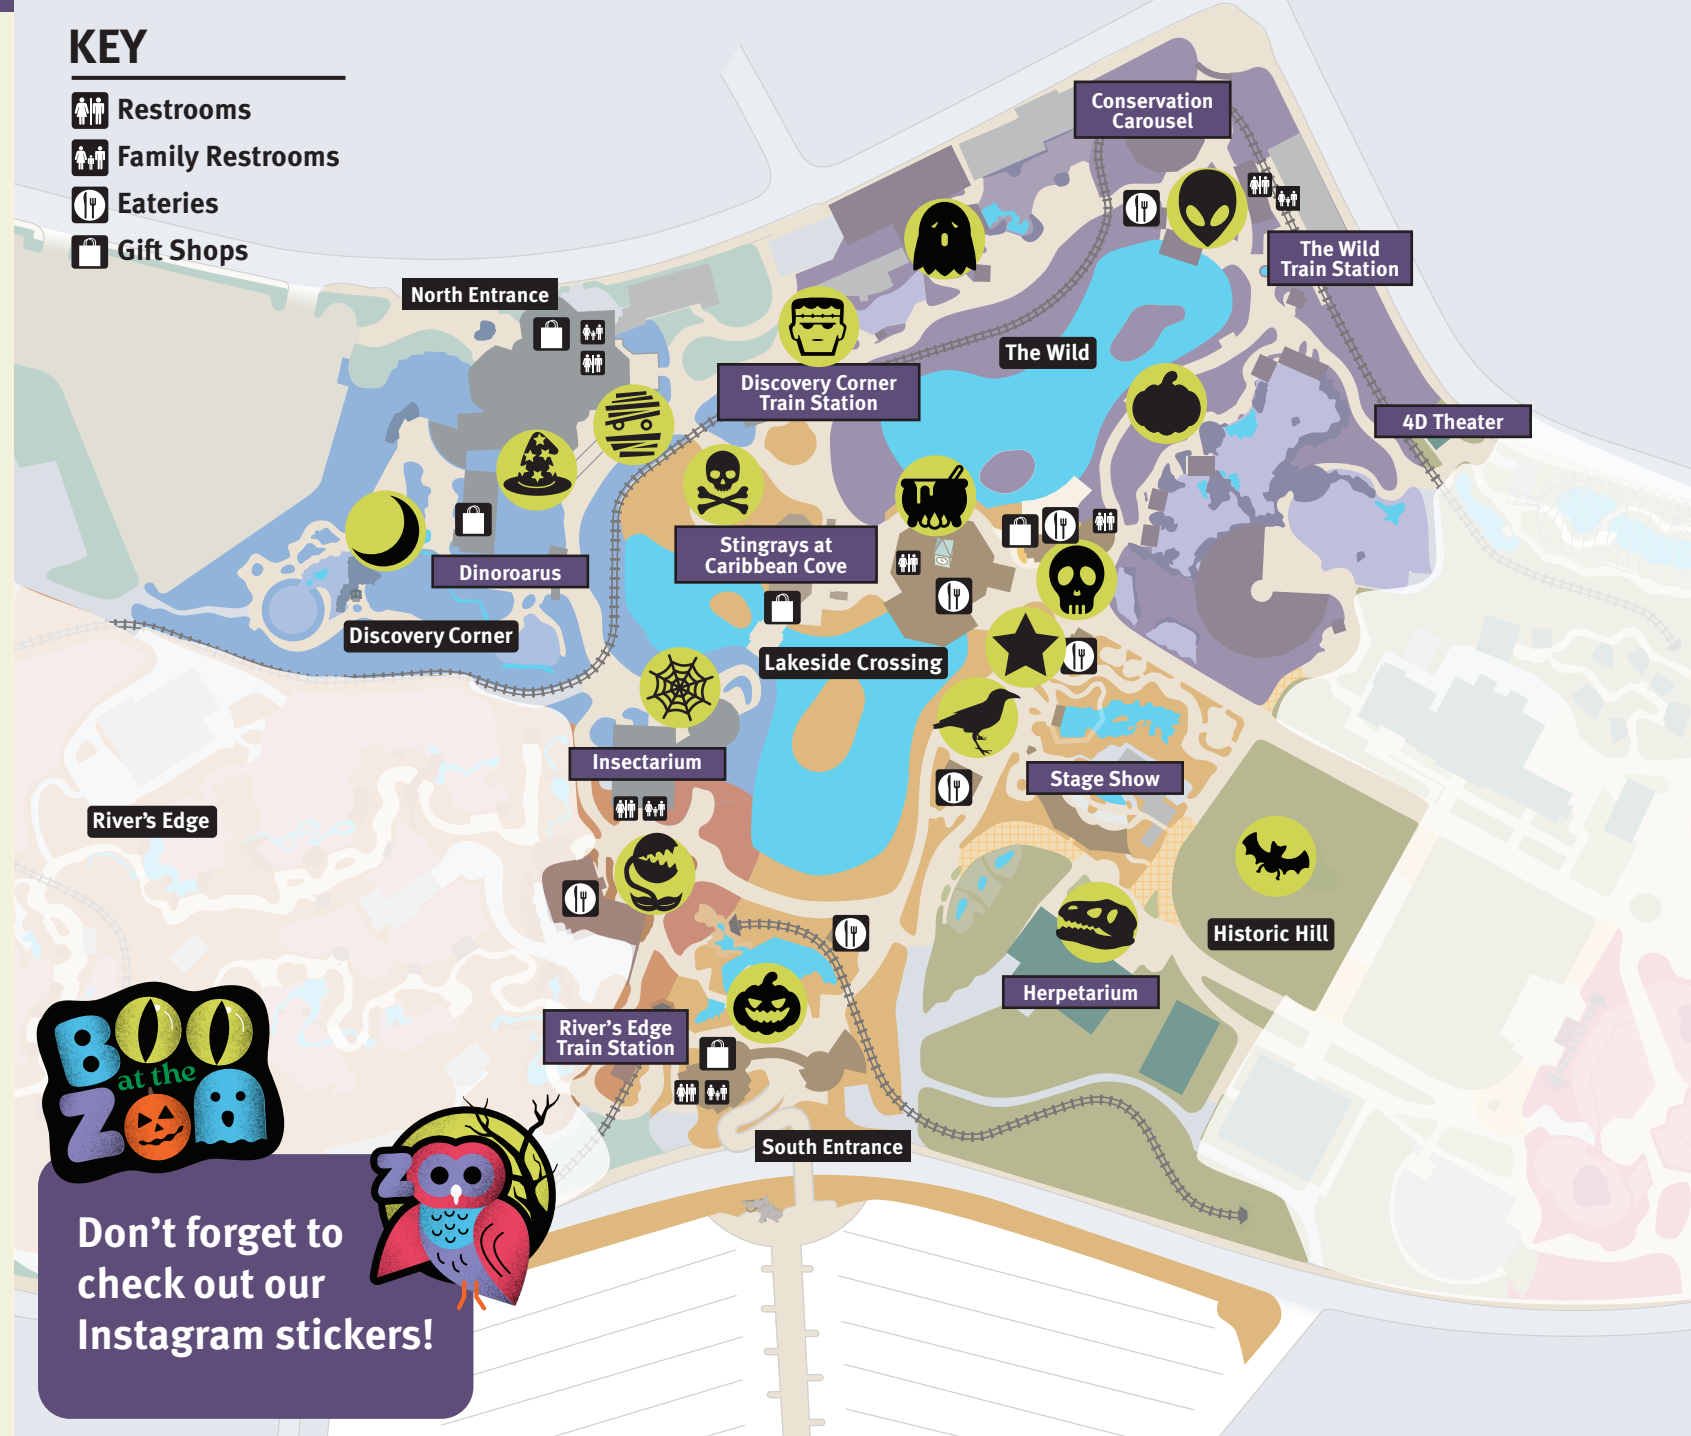 KEY
Restrooms
Family Restrooms
Eateries
Gift Shops
Conservation
Carousel
The Wild
Train Station
North Entrance
The Wild
Discovery Corner
Train Station
4D Theater
Stingrays at
Caribbean Cove
Dinoroarus
Discovery Corner
Lakeside Crossing
Insectarium
Stage Show
River's Edge
Historic Hill
Herpetarium
River's Edge
Train Station
South Entrance
BOO
at the
ZOO
ZOO
Don't forget to
check out our
Instagram stickers!